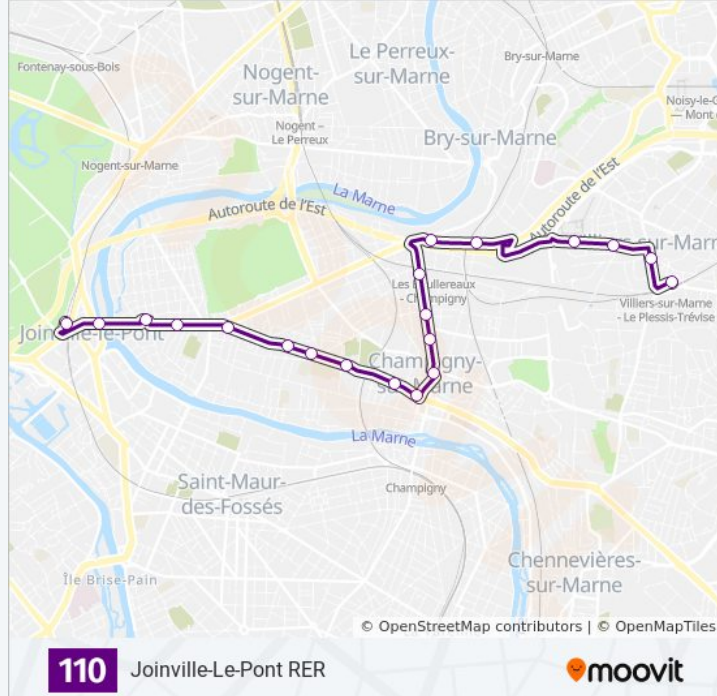 Fontenay-sous-Bois
Le Perreux-
sur-Marne
Bry-sur-Marne
Nogent-
sur-Marne
Noisy-le-G
— Mont
Nogent –
Le Perreux
Bry-sur-Marne
Nogent-sur-Marne
La Marne
Autoroute de l'Est
Autoroute de l'Est
Villiers-sur-Marn
Les Boullereaux
- Champigny
Villiers-sur-Marne
- Le Plessis-Trévise
Joinville-le-Pont
Champigny-
sur-Marne
La Marne
Saint-Maur-
des-Fossés
Champigny
Chennevières-
sur-Marne
Île Brise-Pain
© OpenStreetMap contributors | © OpenMapTiles
110 Joinville-Le-Pont RER
moovit